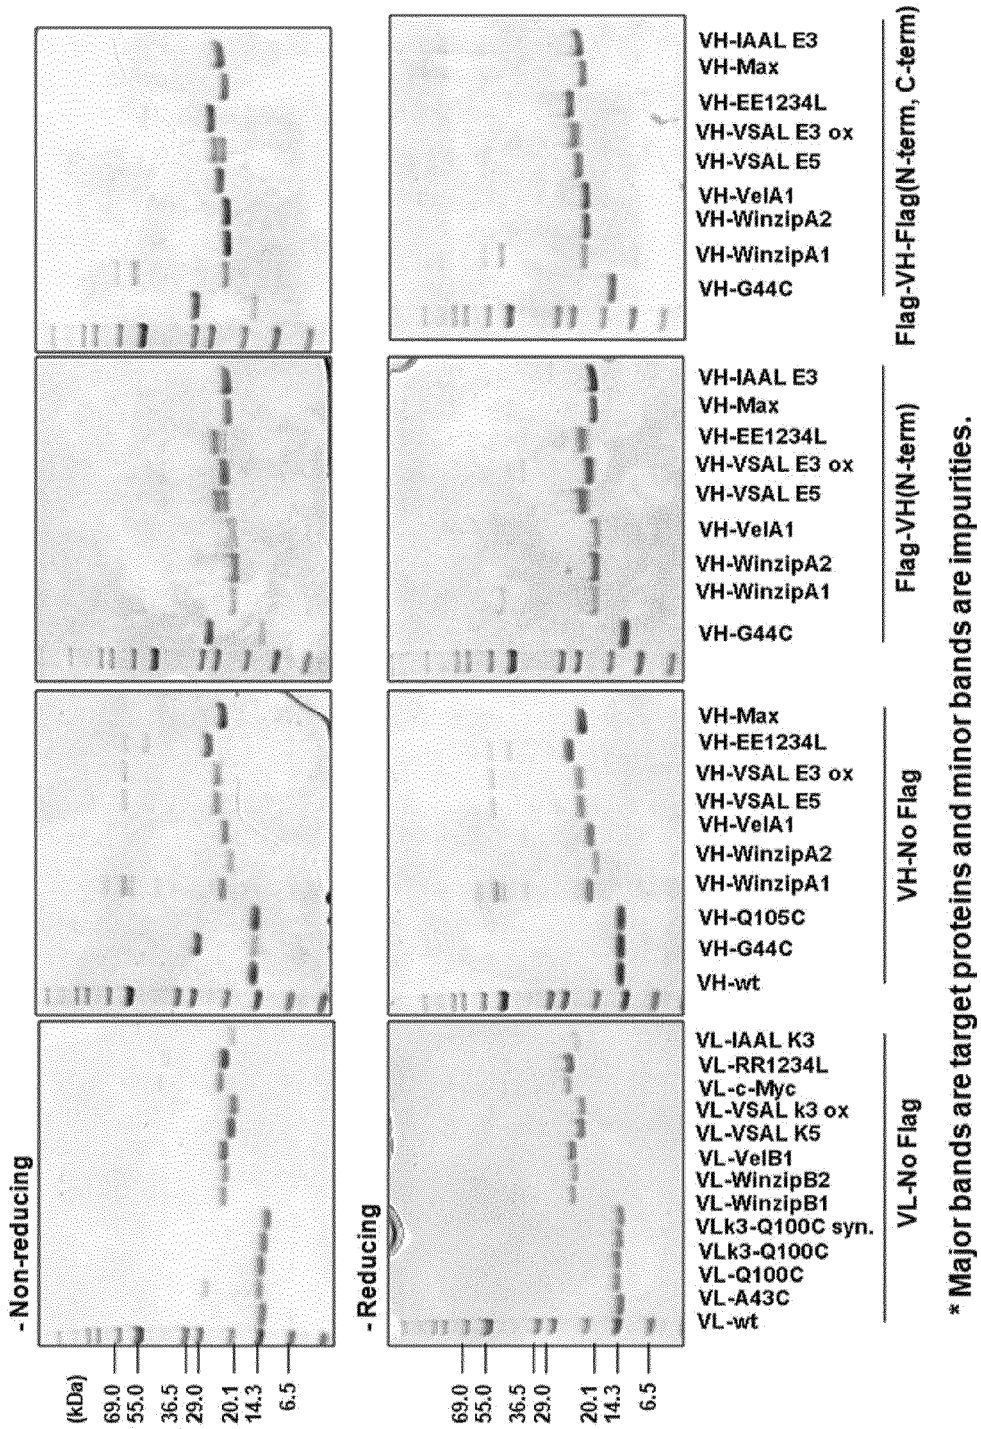 - Non-reducing
(kDa)
69.0
55.0
36.5
29.0
20.1
14.3
6.5
- Reducing
69.0
55.0
36.5
29.0
20.1
14.3
6.5
VL-wt
VL-A43C
VL-Q100C
VLk3-Q100C
VLk3-Q100C syn.
VL-WinzipB1
VL-WinzipB2
VL-VelB1
VL-VSAL K5
VL-VSAL k3 ox
VL-c-Myc
VL-RR1234L
VL-IAAL K3
VL-No Flag
VH-wt
VH-G44C
VH-Q105C
VH-WinzipA1
VH-WinzipA2
VH-VelA1
VH-VSAL E5
VH-VSAL E3 ox
VH-EE1234L
VH-Max
VH-No Flag
VH-G44C
VH-WinzipA1
VH-WinzipA2
VH-VelA1
VH-VSAL E5
VH-VSAL E3 ox
VH-EE1234L
VH-Max
VH-IAAL E3
Flag-VH(N-term)
VH-G44C
VH-WinzipA1
VH-WinzipA2
VH-VelA1
VH-VSAL E5
VH-VSAL E3 ox
VH-EE1234L
VH-Max
VH-IAAL E3
Flag-VH-Flag(N-term, C-term)
* Major bands are target proteins and minor bands are impurities.